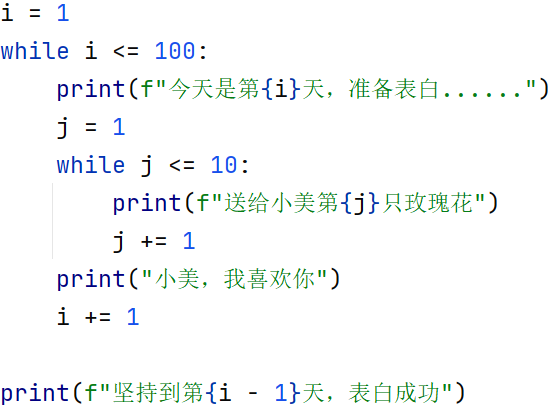 i = 1
while i <= 100:
    print(f"今天是第{i}天，准备表白......")
    j = 1
    while j <= 10:
        print(f"送给小美第{j}只玫瑰花")
        j += 1
    print("小美，我喜欢你")
    i += 1

print(f"坚持到第{i - 1}天，表白成功")